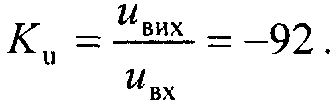 K_u = u_вих / u_вх = −92 .